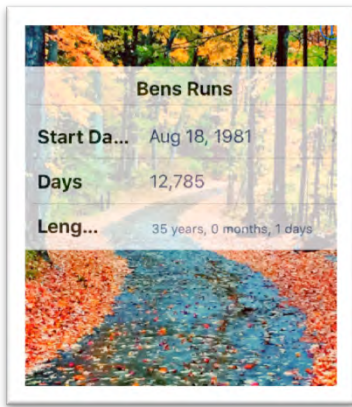 Bens Runs
Start Da... Aug 18, 1981
Days 12,785
Leng... 35 years, 0 months, 1 days